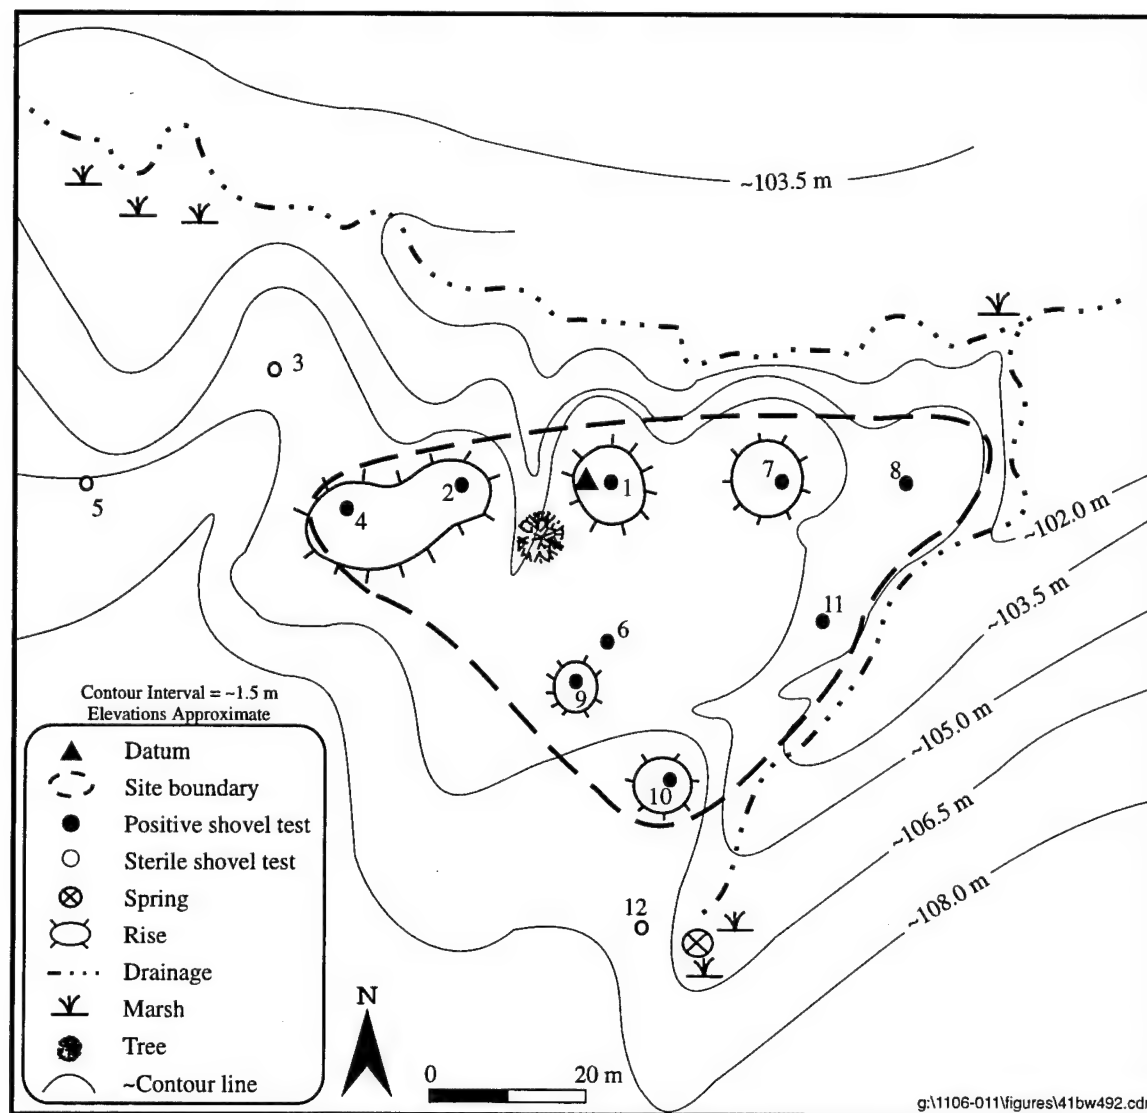 ~103.5 m
3
5
4
2
1
7
8
~102.0 m
~103.5 m
11
6
9
~105.0 m
10
~106.5 m
~108.0 m
12
Contour Interval = ~1.5 m
Elevations Approximate
Datum
Site boundary
Positive shovel test
Sterile shovel test
Spring
Rise
Drainage
Marsh
Tree
~Contour line
N
0 20 m
g:\1106-011\figures\41bw492.cdr